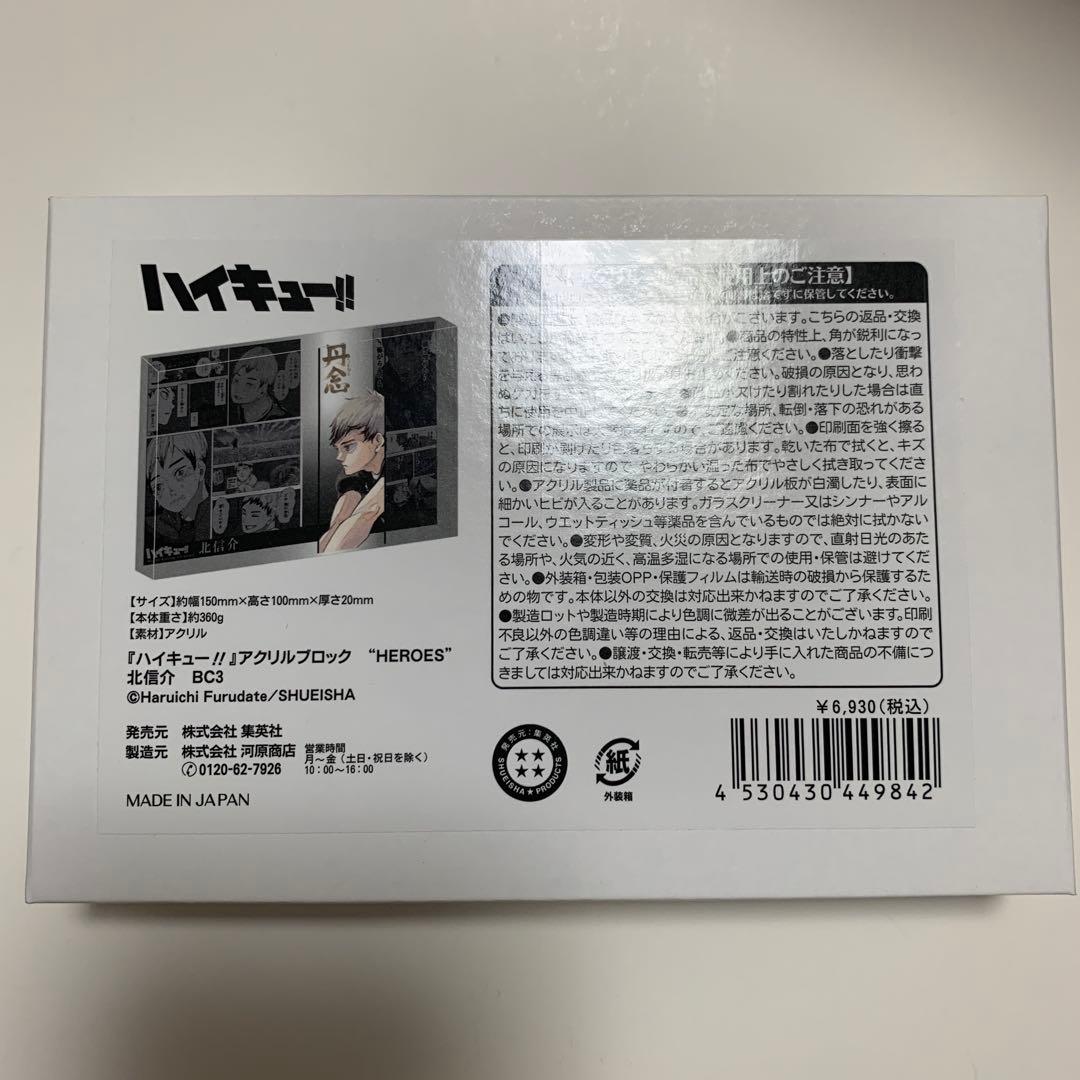 ハイキュー!!
丹念
ハイキュー!!
北信介
【サイズ】約幅150mm×高さ100mm×厚さ20mm
【本体重さ】約360g
【素材】アクリル
『ハイキュー!!』アクリルブロック “HEROES”
北信介 BC3
©Haruichi Furudate/SHUEISHA
発売元 株式会社 集英社
製造元 株式会社 河原商店
0120-62-7926
営業時間
月～金(土日・祝日を除く)
10:00～16:00
MADE IN JAPAN
用上のご注意】
ずに保管してください。
ございます。こちらの返品・交換
●商品の特性上、角が鋭利になっ
注意ください。●落としたり衝撃
ください。破損の原因となり、思わ
欠けたり割れたりした場合は直
な場所、転倒・落下の恐れがある
●印刷面を強く擦る
と、印刷が剥げたり色落ちする場合があります。乾いた布で拭くと、キズ
の原因になりますので、やわらかい湿った布でやさしく拭き取ってくださ
い。●アクリル製品に薬品が付着するとアクリル板が白濁したり、表面に
細かいヒビが入ることがあります。ガラスクリーナー又はシンナーやアル
コール、ウエットティッシュ等薬品を含んでいるものでは絶対に拭かない
でください。●変形や変質、火災の原因となりますので、直射日光のあた
る場所や、火気の近く、高温多湿になる場所での使用・保管は避けてくだ
さい。●外装箱・包装OPP・保護フィルムは輸送時の破損から保護するた
めの物です。本体以外の交換は対応出来かねますのでご了承ください。
●製造ロットや製造時期により色調に微差が出ることがございます。印刷
不良以外の色調違い等の理由による、返品・交換はいたしかねますので
ご了承ください。●譲渡・交換・転売等により手に入れた商品の不備につ
きましては対応出来かねますのでご了承ください。
￥6,930(税込)
発売元:集英社
SHUEISHA★PRODUCTS
紙
外装箱
4 530430 449842